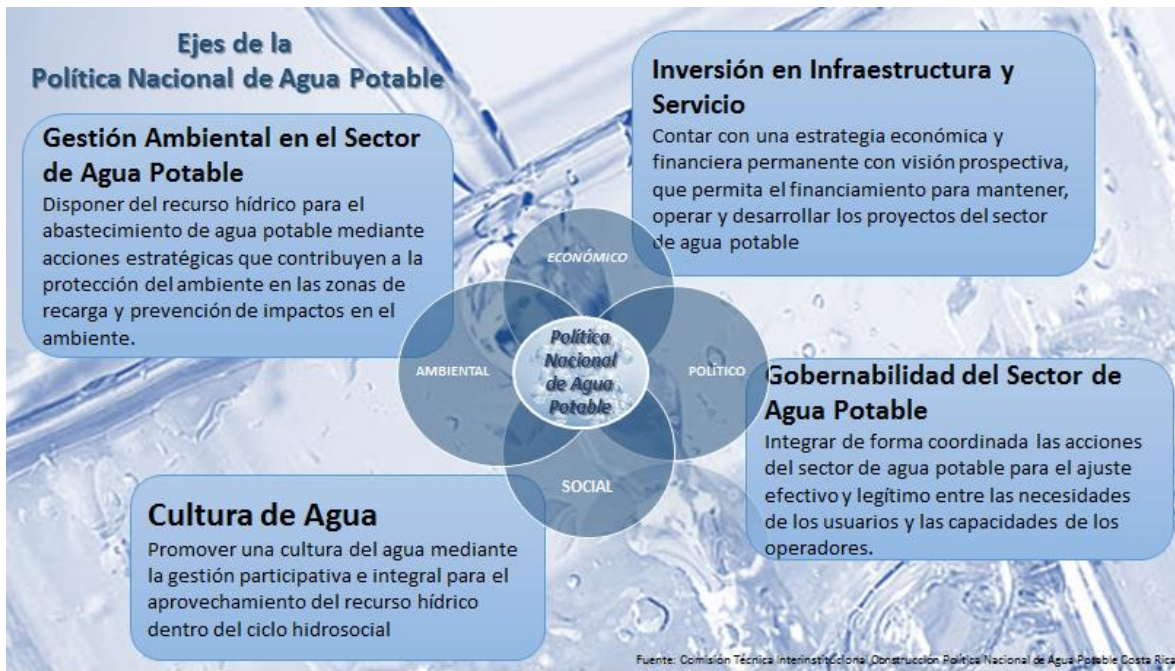 Ejes de la
Política Nacional de Agua Potable
Gestión Ambiental en el Sector
de Agua Potable
Disponer del recurso hídrico para el
abastecimiento de agua potable mediante
acciones estratégicas que contribuyen a la
protección del ambiente en las zonas de
recarga y prevención de impactos en el
ambiente.
Inversión en Infraestructura y
Servicio
Contar con una estrategia económica y
financiera permanente con visión prospectiva,
que permita el financiamiento para mantener,
operar y desarrollar los proyectos del sector
de agua potable
ECONÓMICO
AMBIENTAL
Política
Nacional
de Agua
Potable
POLÍTICO
SOCIAL
Gobernabilidad del Sector de
Agua Potable
Integrar de forma coordinada las acciones
del sector de agua potable para el ajuste
efectivo y legítimo entre las necesidades
de los usuarios y las capacidades de los
operadores.
Cultura de Agua
Promover una cultura del agua mediante
la gestión participativa e integral para el
aprovechamiento del recurso hídrico
dentro del ciclo hidrosocial
Fuente: Comisión Técnica Interinstitucional,Construcción Política Nacional de Agua Potable Costa